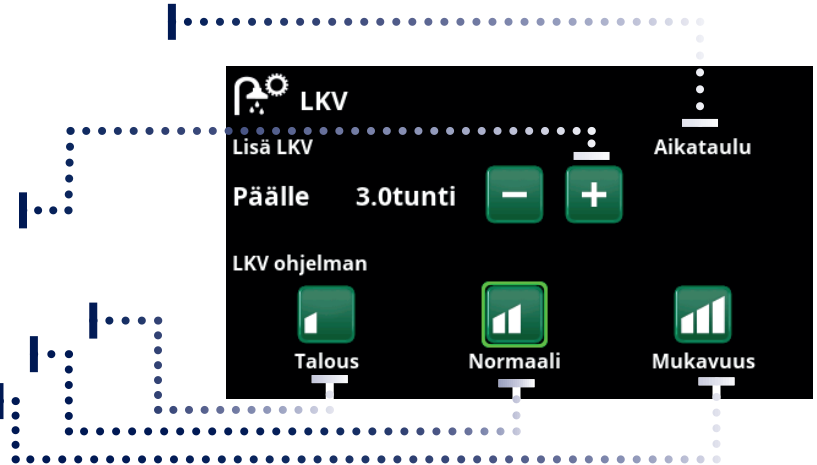 LKV
Lisä LKV
Aikataulu
Päälle 3.0tunti − +
LKV ohjelman
Talous Normaali Mukavuus